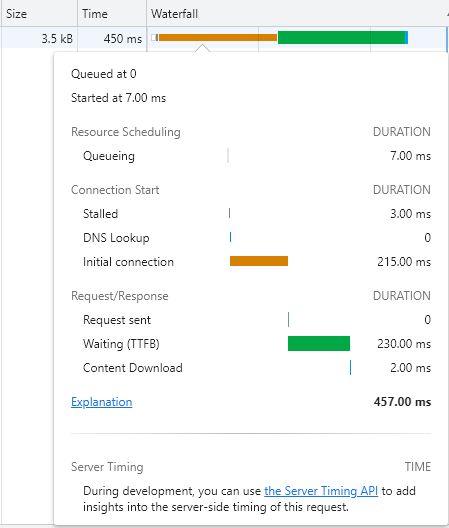 Size Time Waterfall
3.5 kB 450 ms
Queued at 0
Started at 7.00 ms
Resource Scheduling DURATION
Queueing 7.00 ms
Connection Start DURATION
Stalled 3.00 ms
DNS Lookup 0
Initial connection 215.00 ms
Request/Response DURATION
Request sent 0
Waiting (TTFB) 230.00 ms
Content Download 2.00 ms
Explanation 457.00 ms
Server Timing TIME
During development, you can use the Server Timing API to add
insights into the server-side timing of this request.